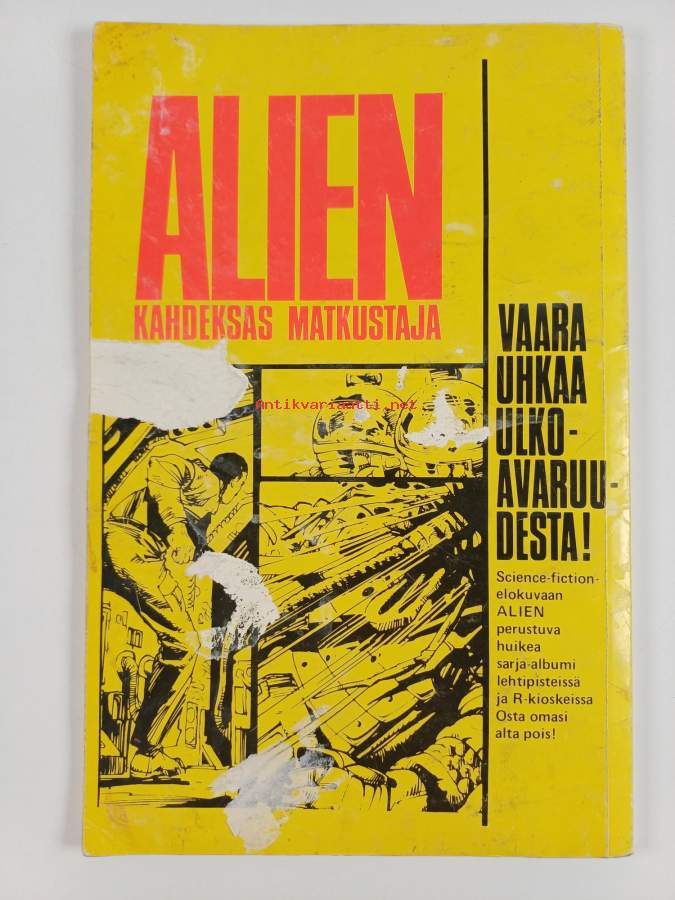 ALIEN
KAHDEKSAS MATKUSTAJA
Antikvariaatti.net
VAARA
UHKAA
ULKO-
AVARUU-
DESTA!
Science-fiction-
elokuvaan
ALIEN
perustuva
huikea
sarja-albumi
lehtipisteissä
ja R-kioskeissa
Osta omasi
alta pois!